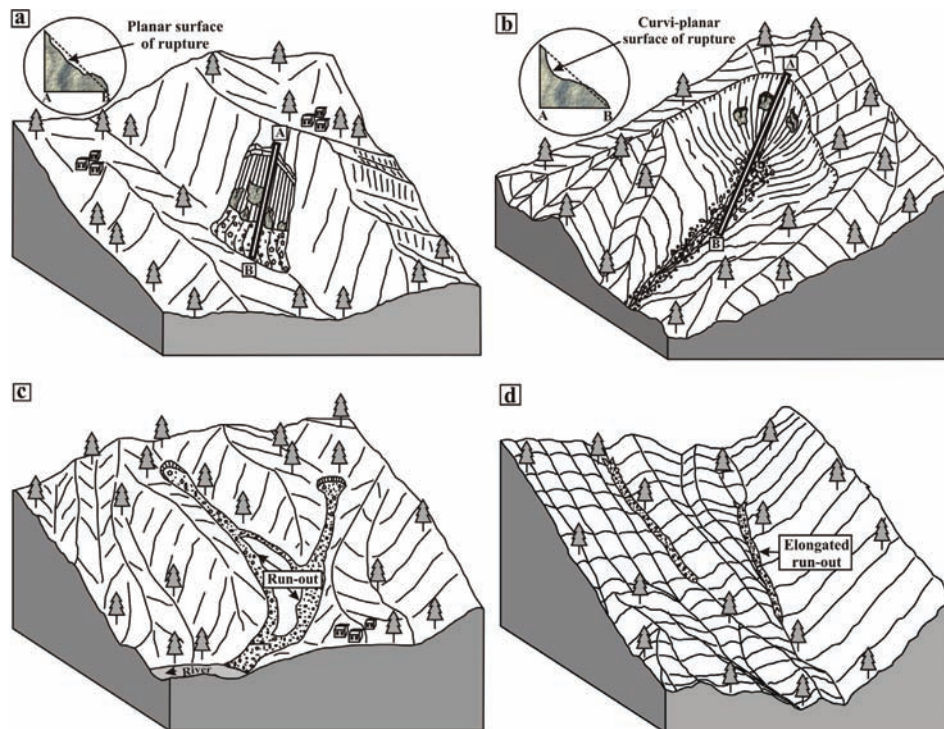 a
Planar surface
of rupture
A
B
A
B
b
Curvi-planar
surface of rupture
A
B
A
B
c
Run-out
River
d
Elongated
run-out